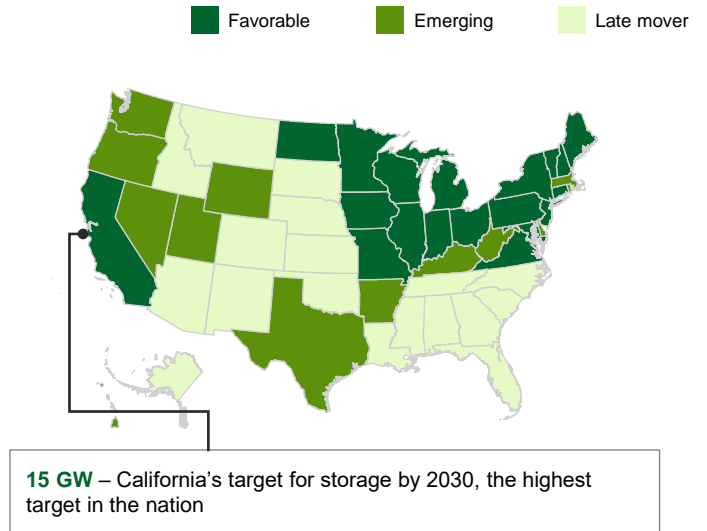 Favorable Emerging Late mover
15 GW – California’s target for storage by 2030, the highest
target in the nation